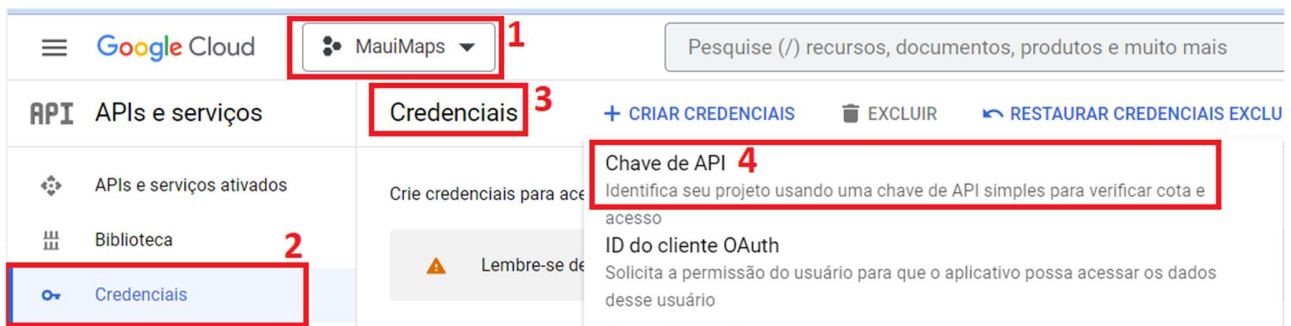 Google Cloud
MauiMaps
1
Pesquise (/) recursos, documentos, produtos e muito mais
API APIs e serviços
Credenciais
3
+ CRIAR CREDENCIAIS
EXCLUIR
RESTAURAR CREDENCIAIS EXCLU
APIs e serviços ativados
Biblioteca
2
Credenciais
Crie credenciais para ace
Lembre-se de
Chave de API 4
Identifica seu projeto usando uma chave de API simples para verificar cota e
acesso
ID do cliente OAuth
Solicita a permissão do usuário para que o aplicativo possa acessar os dados
desse usuário